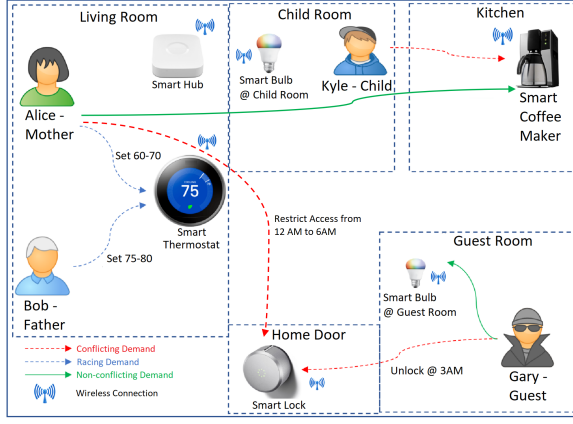 Living Room
Child Room
Kitchen
Smart Hub
Smart Bulb
@ Child Room
Kyle - Child
Alice -
Mother
Smart
Coffee
Maker
Set 60-70
75
Smart
Thermostat
Set 75-80
Bob -
Father
Restrict Access from
12 AM to 6AM
Guest Room
Smart Bulb
@ Guest Room
Home Door
Smart Lock
Unlock @ 3AM
Gary -
Guest
Conflicting Demand
Racing Demand
Non-conflicting Demand
Wireless Connection